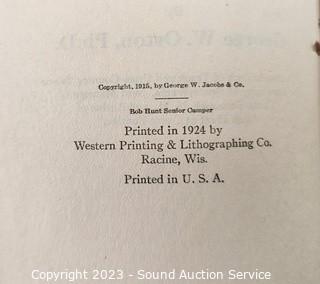 Copyright, 1915, by George W. Jacobs & Co.
Bob Hunt Senior Camper
Printed in 1924 by
Western Printing & Lithographing Co.
Racine, Wis.
Printed in U. S. A.
Copyright 2023 - Sound Auction Service